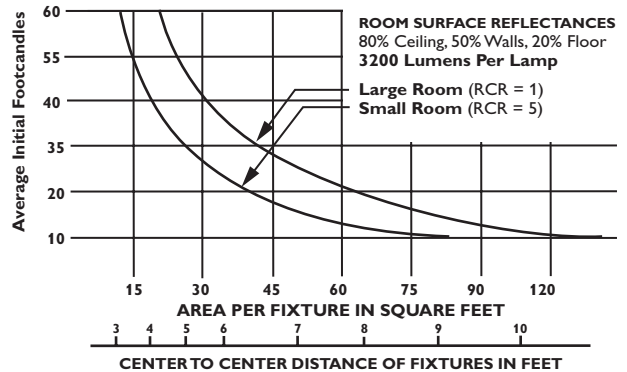 60
ROOM SURFACE REFLECTANCES
80% Ceiling, 50% Walls, 20% Floor
3200 Lumens Per Lamp
55
Large Room (RCR = 1)
Small Room (RCR = 5)
40
35
20
10
Average Initial Footcandles
15 30 45 60 75 90 120
AREA PER FIXTURE IN SQUARE FEET
3 4 5 6 7 8 9 10
CENTER TO CENTER DISTANCE OF FIXTURES IN FEET